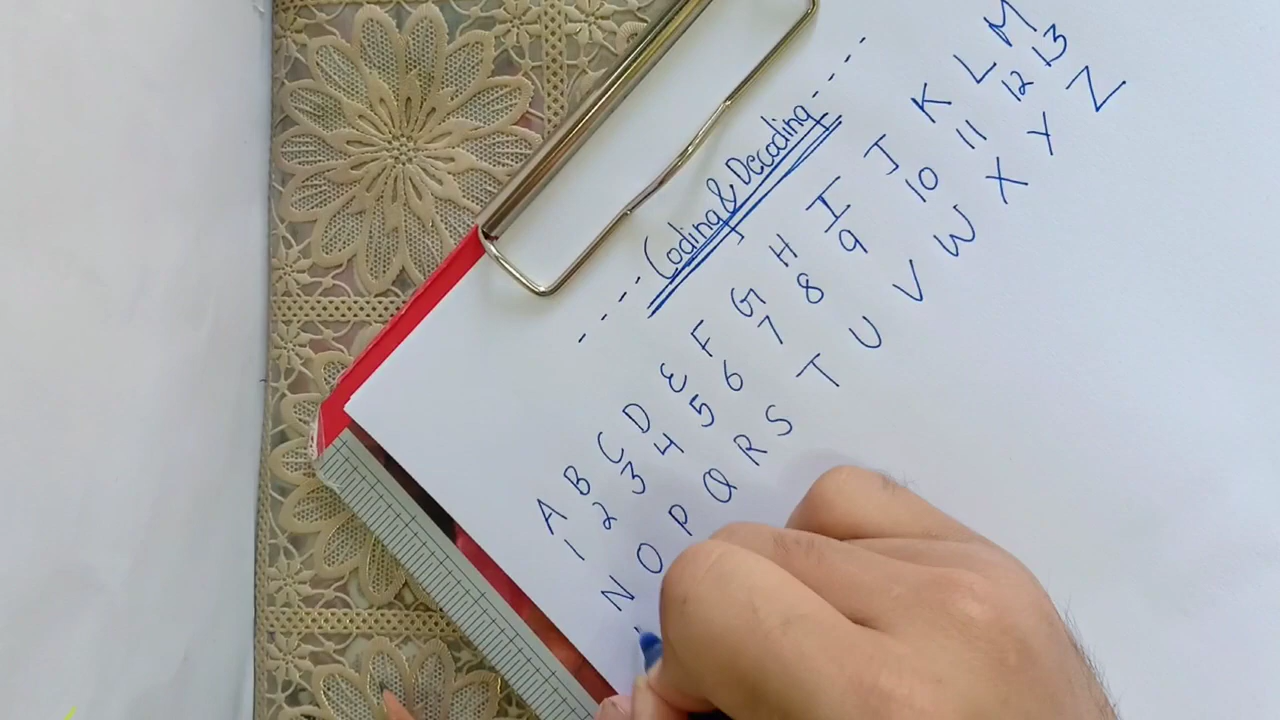 ---- Coding & Decoding ----
A B C D E F G H I J K L M
1 2 3 4 5 6 7 8 9 10 11 12 13
N O P Q R S T U V W X Y Z